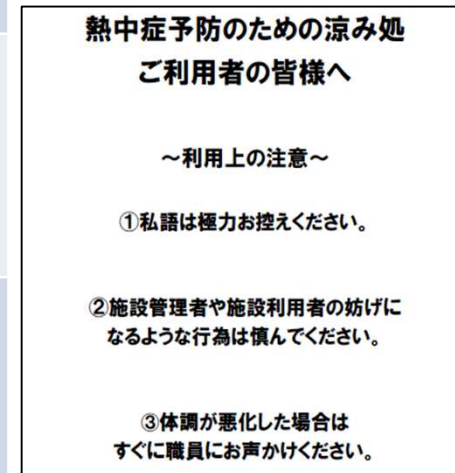 熱中症予防のための涼み処
ご利用者の皆様へ
～利用上の注意～
①私語は極力お控えください。
②施設管理者や施設利用者の妨げに
なるような行為は慎んでください。
③体調が悪化した場合は
すぐに職員にお声かけください。